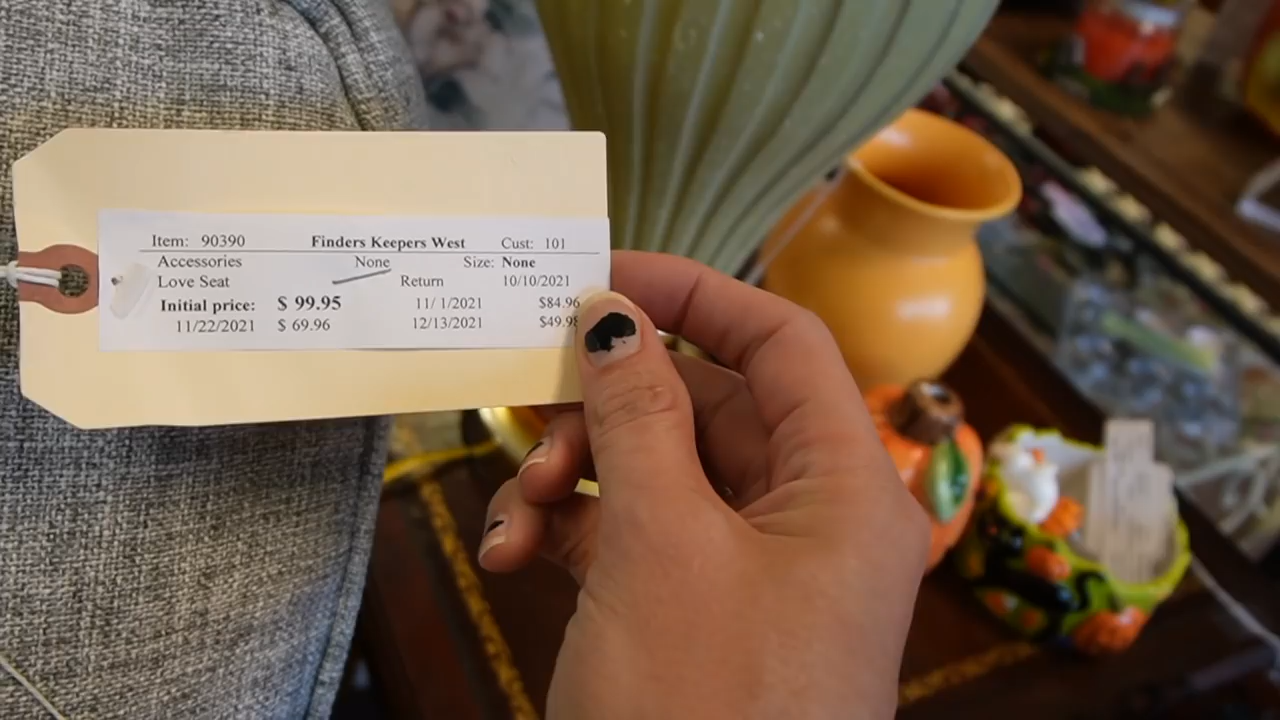 Item: 90390 Finders Keepers West Cust: 101
Accessories None Size: None
Love Seat Return 10/10/2021
Initial price: $ 99.95 11/ 1/2021 $84.96
11/22/2021 $ 69.96 12/13/2021 $49.98